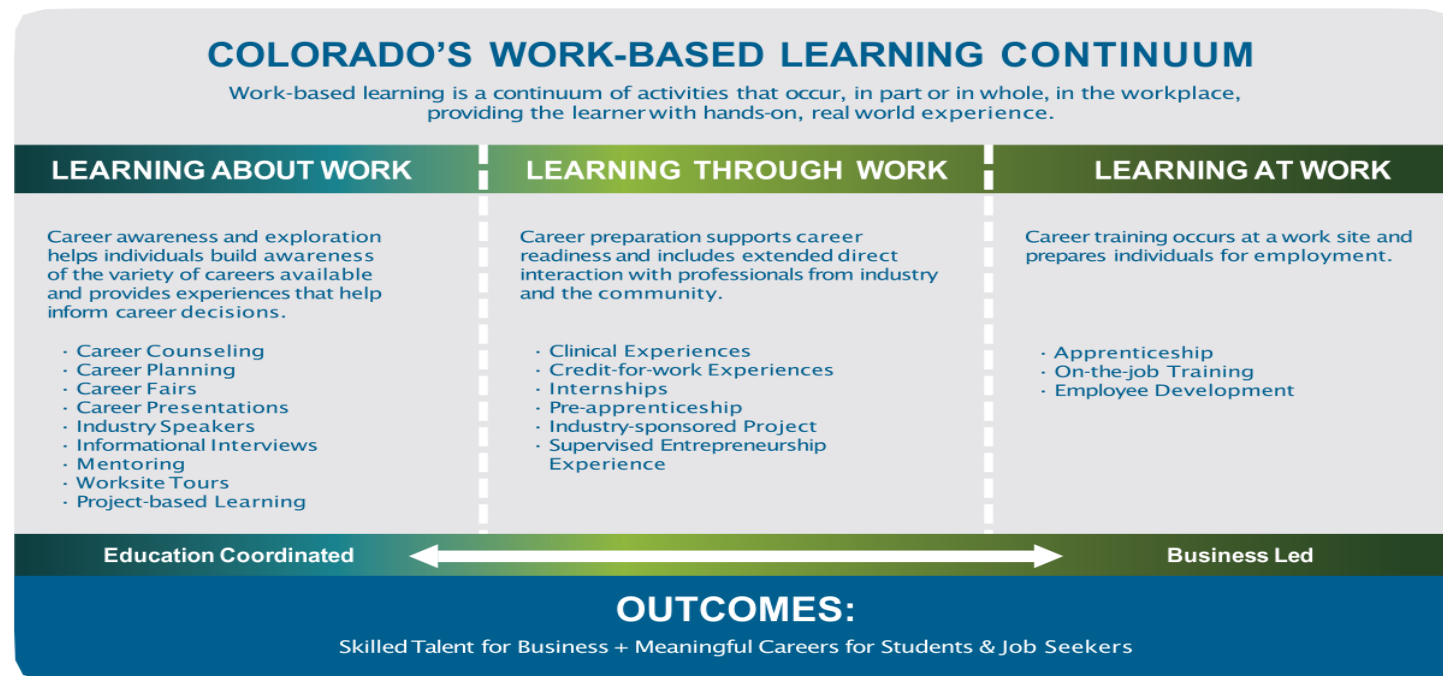 COLORADO’S WORK-BASED LEARNING CONTINUUM
Work-based learning is a continuum of activities that occur, in part or in whole, in the workplace,
providing the learner with hands-on, real world experience.
LEARNING ABOUT WORK
Career awareness and exploration
helps individuals build awareness
of the variety of careers available
and provides experiences that help
inform career decisions.
· Career Counseling
· Career Planning
· Career Fairs
· Career Presentations
· Industry Speakers
· Informational Interviews
· Mentoring
· Worksite Tours
· Project-based Learning
LEARNING THROUGH WORK
Career preparation supports career
readiness and includes extended direct
interaction with professionals from industry
and the community.
· Clinical Experiences
· Credit-for-work Experiences
· Internships
· Pre-apprenticeship
· Industry-sponsored Project
· Supervised Entrepreneurship
Experience
LEARNING AT WORK
Career training occurs at a work site and
prepares individuals for employment.
· Apprenticeship
· On-the-job Training
· Employee Development
Education Coordinated
Business Led
OUTCOMES:
Skilled Talent for Business + Meaningful Careers for Students & Job Seekers